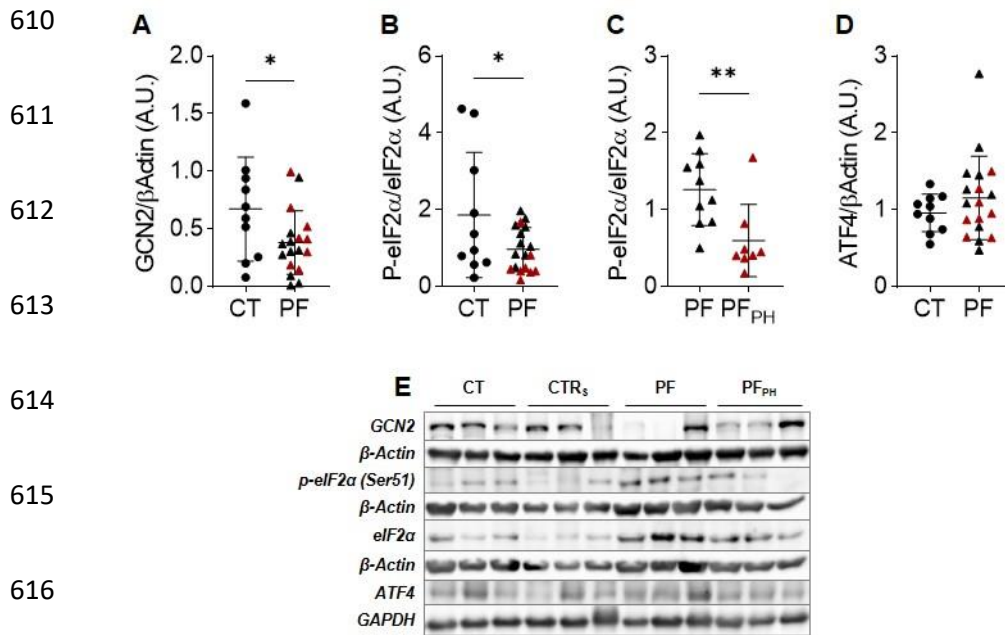 610
A B C D
2.0 6 3 3
* * **
GCN2/βActin (A.U.)
P-eIF2α/eIF2α (A.U.)
P-eIF2α/eIF2α (A.U.)
ATF4/βActin (A.U.)
611
1.5
4 2 2
1.0
612
2 1 1
0.5
613
0.0 0 0 0
CT PF CT PF PF PFPH CT PF
E
614
CT CTRS PF PFPH
GCN2
β-Actin
615
p-eIF2α (Ser51)
β-Actin
eIF2α
β-Actin
616
ATF4
GAPDH